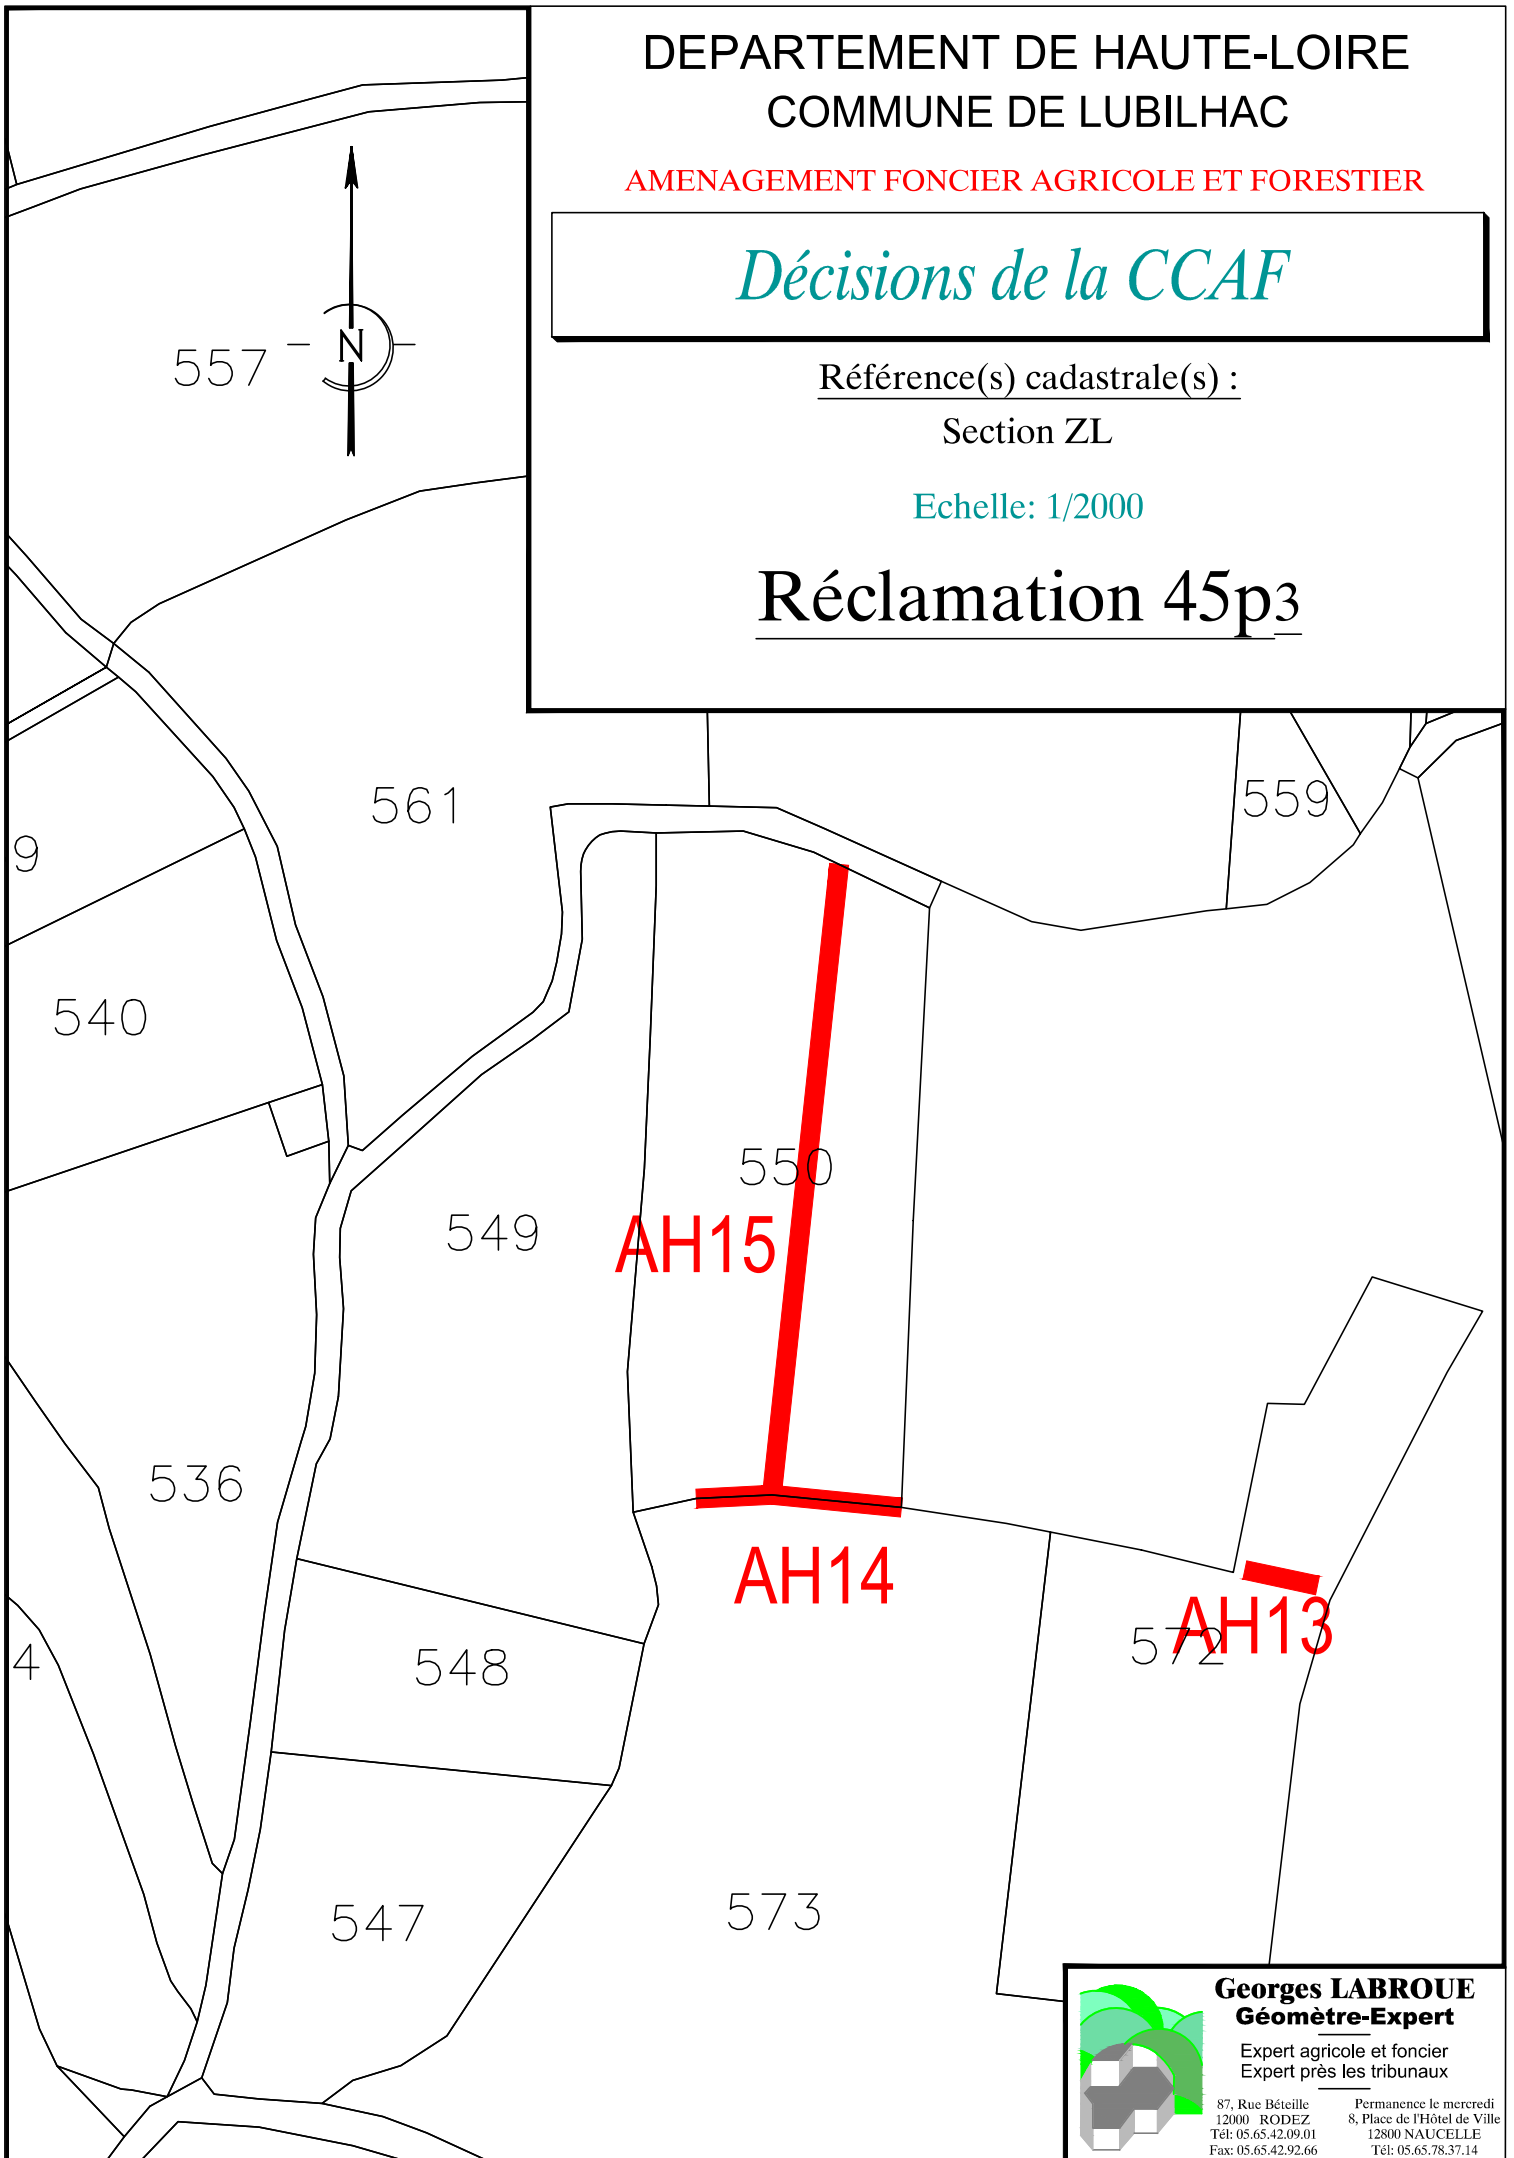 DEPARTEMENT DE HAUTE-LOIRE
COMMUNE DE LUBILHAC
AMENAGEMENT FONCIER AGRICOLE ET FORESTIER
Décisions de la CCAF
Référence(s) cadastrale(s) :
Section ZL
Echelle: 1/2000
Réclamation 45p3
N
557
561
559
9
540
550
549
AH15
536
AH14
AH13
572
548
4
573
547
Georges LABROUE
Géomètre-Expert
Expert agricole et foncier
Expert près les tribunaux
87, Rue Béteille
12000 RODEZ
Tél: 05.65.42.09.01
Fax: 05.65.42.92.66
Permanence le mercredi
8, Place de l'Hôtel de Ville
12800 NAUCELLE
Tél: 05.65.78.37.14